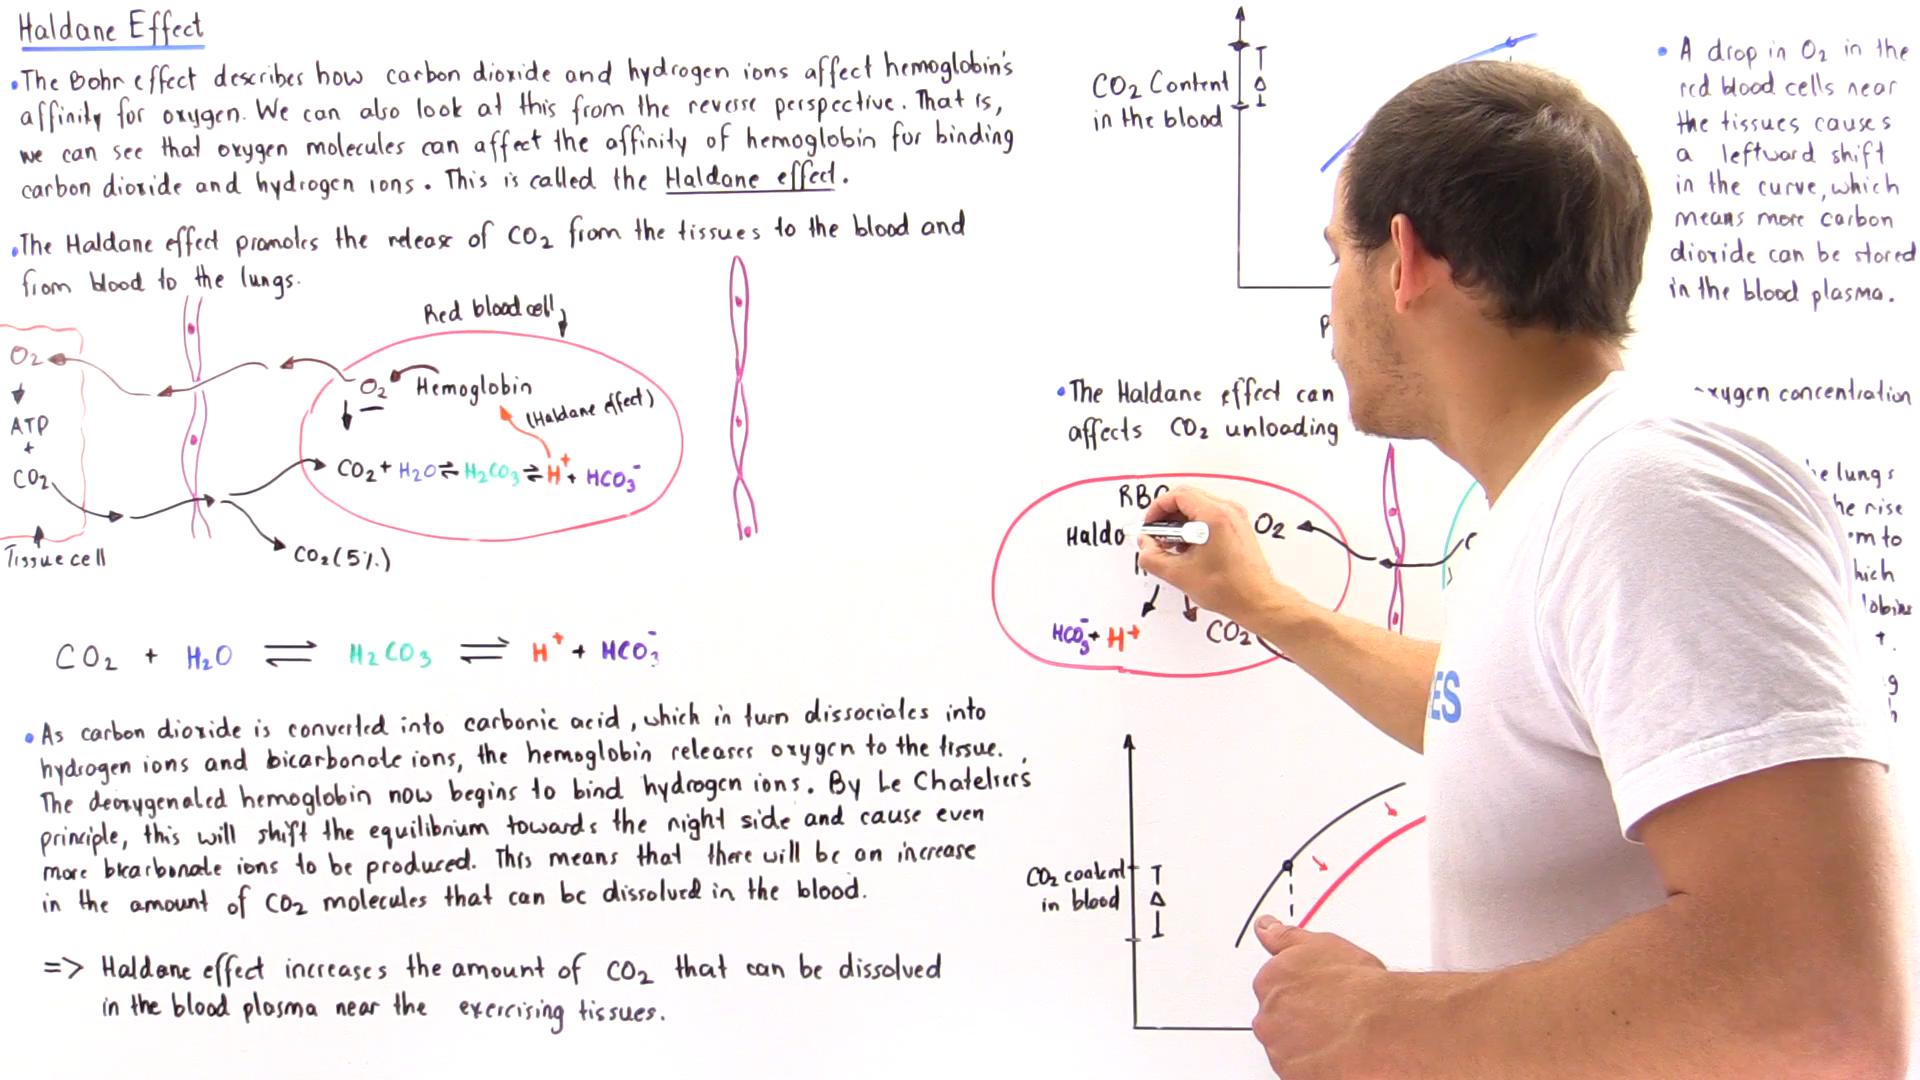 Haldane Effect
• The Bohr effect describes how carbon dioxide and hydrogen ions affect hemoglobin's
affinity for oxygen. We can also look at this from the reverse perspective. That is,
we can see that oxygen molecules can affect the affinity of hemoglobin for binding
carbon dioxide and hydrogen ions. This is called the Haldane effect.
• The Haldane effect promotes the release of CO2 from the tissues to the blood and
from blood to the lungs.
Red blood cell
O2
ATP
+
CO2
Tissue cell
O2 Hemoglobin
(Haldane effect)
CO2 + H2O ⇌ H2CO3 ⇌ H+ + HCO3-
CO2 (5%)
CO2 + H2O ⇌ H2CO3 ⇌ H+ + HCO3-
• As carbon dioxide is converted into carbonic acid, which in turn dissociates into
hydrogen ions and bicarbonate ions, the hemoglobin releases oxygen to the tissue.
The deoxygenated hemoglobin now begins to bind hydrogen ions. By Le Chatelier's
principle, this will shift the equilibrium towards the right side and cause even
more bicarbonate ions to be produced. This means that there will be an increase
in the amount of CO2 molecules that can be dissolved in the blood.
=> Haldane effect increases the amount of CO2 that can be dissolved
in the blood plasma near the exercising tissues.
CO2 Content
in the blood
Δ
P
• A drop in O2 in the
red blood cells near
the tissues causes
a leftward shift
in the curve, which
means more carbon
dioxide can be stored
in the blood plasma.
• The Haldane effect can
oxygen concentration
affects CO2 unloading
RBC
Haldo
O2
HCO3- + H+
CO2
lungs
he rise
to
hich
CO2 content
in blood
Δ
ES